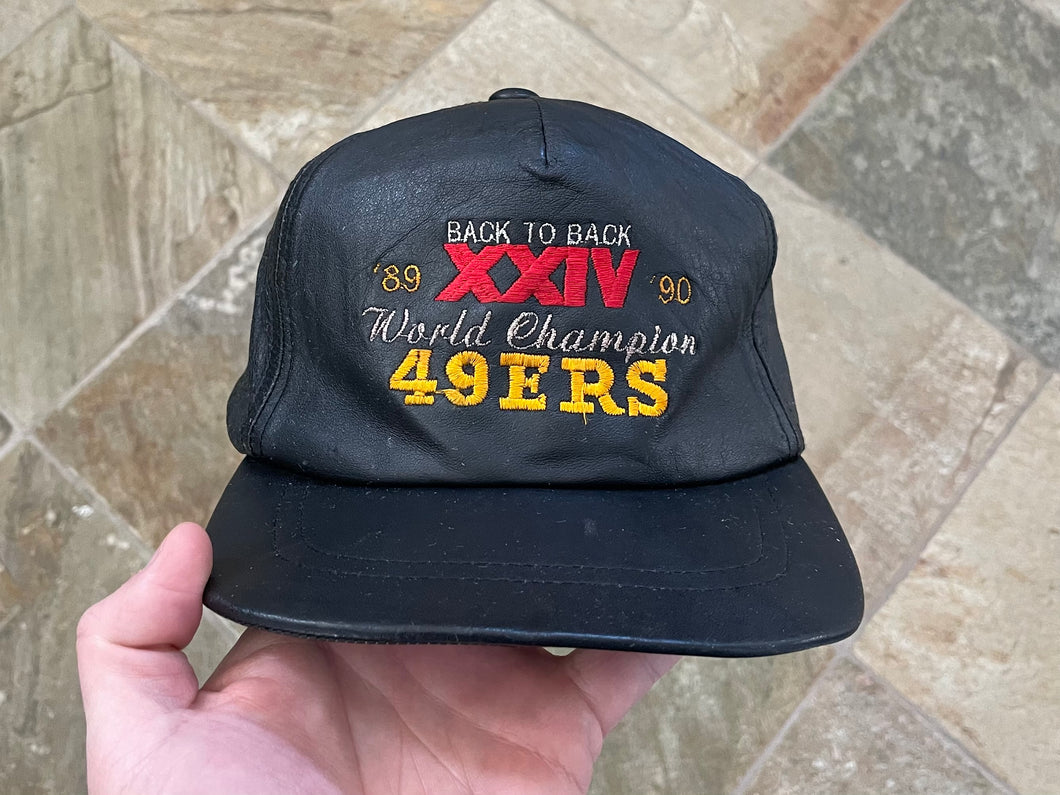 BACK TO BACK
'89 XXIV '90
World Champion
49ERS